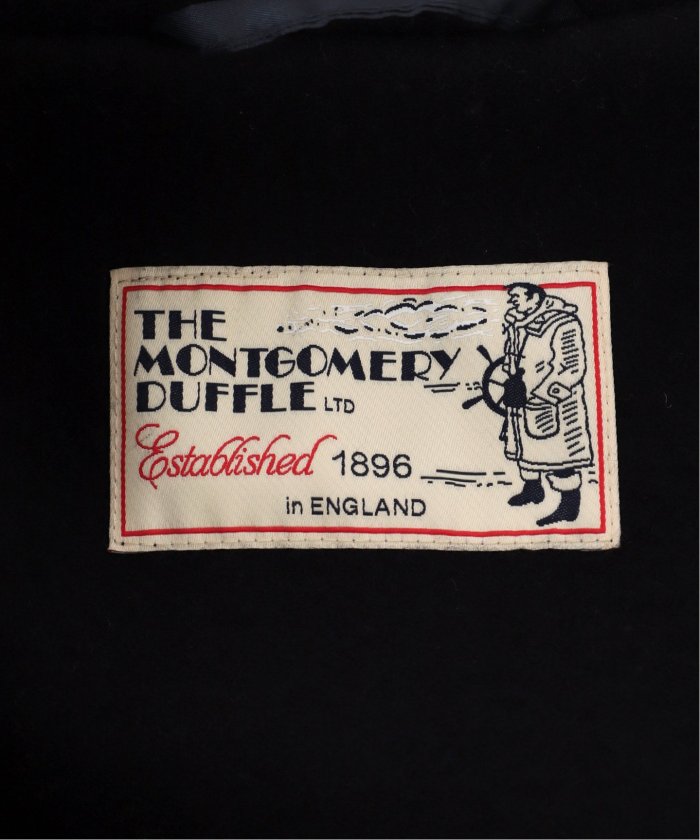 THE
MONTGOMERY
DUFFLE LTD
Established 1896
in ENGLAND